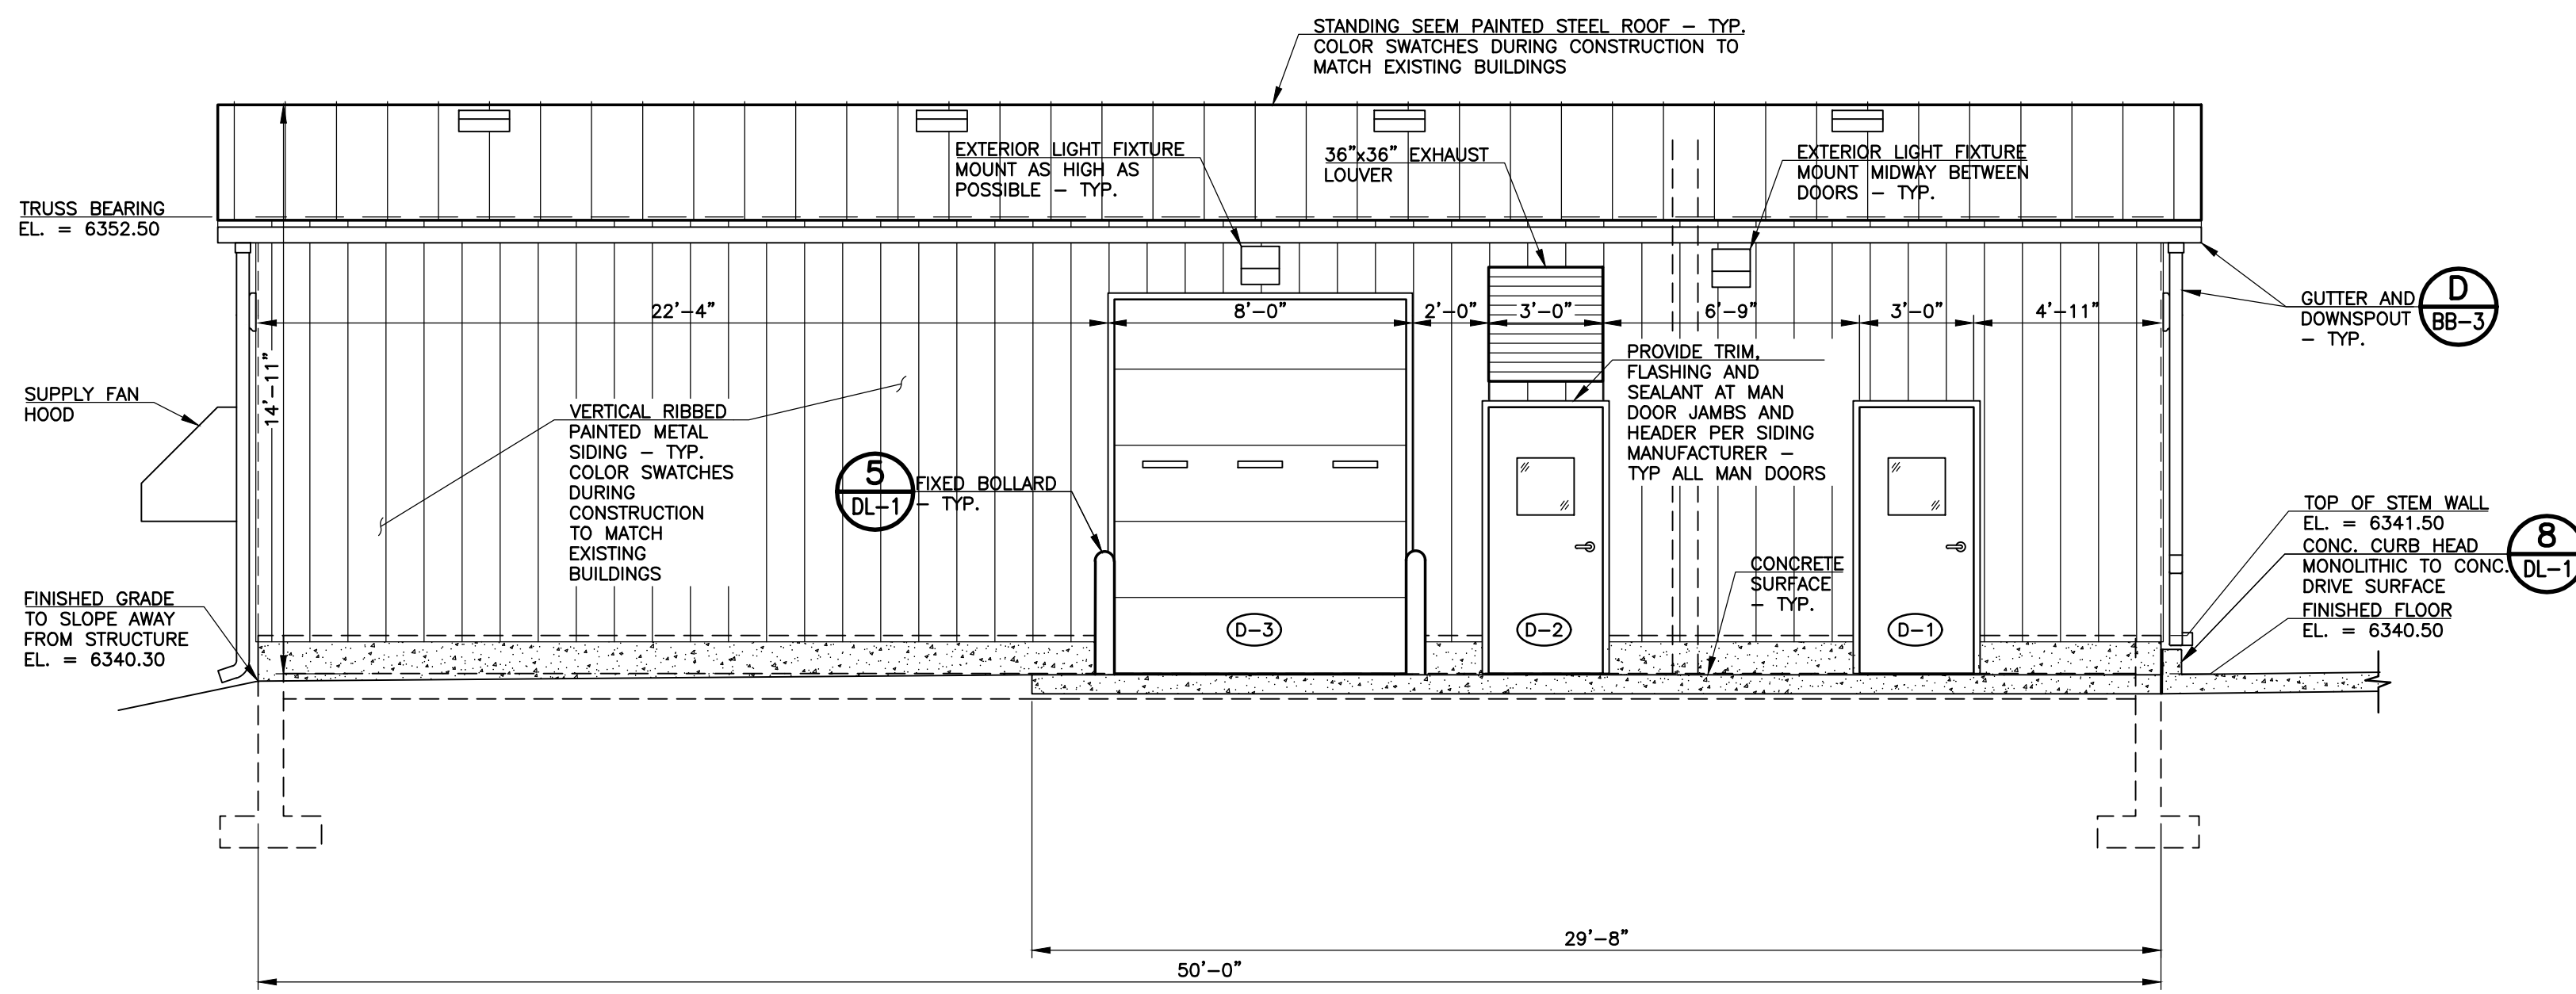 STANDING SEEM PAINTED STEEL ROOF – TYP.
COLOR SWATCHES DURING CONSTRUCTION TO
MATCH EXISTING BUILDINGS
EXTERIOR LIGHT FIXTURE
MOUNT AS HIGH AS
POSSIBLE – TYP.
36"x36" EXHAUST
LOUVER
EXTERIOR LIGHT FIXTURE
MOUNT MIDWAY BETWEEN
DOORS – TYP.
TRUSS BEARING
EL. = 6352.50
22'–4"
8'–0"
2'–0"
3'–0"
6'–9"
3'–0"
4'–11"
14'–11"
GUTTER AND
DOWNSPOUT
– TYP.
D
BB–3
SUPPLY FAN
HOOD
VERTICAL RIBBED
PAINTED METAL
SIDING – TYP.
COLOR SWATCHES
DURING
CONSTRUCTION
TO MATCH
EXISTING
BUILDINGS
5
DL–1
FIXED BOLLARD
– TYP.
PROVIDE TRIM,
FLASHING AND
SEALANT AT MAN
DOOR JAMBS AND
HEADER PER SIDING
MANUFACTURER –
TYP ALL MAN DOORS
CONCRETE
SURFACE
– TYP.
TOP OF STEM WALL
EL. = 6341.50
CONC. CURB HEAD
MONOLITHIC TO CONC.
DRIVE SURFACE
8
DL–1
FINISHED FLOOR
EL. = 6340.50
FINISHED GRADE
TO SLOPE AWAY
FROM STRUCTURE
EL. = 6340.30
D–3
D–2
D–1
29'–8"
50'–0"